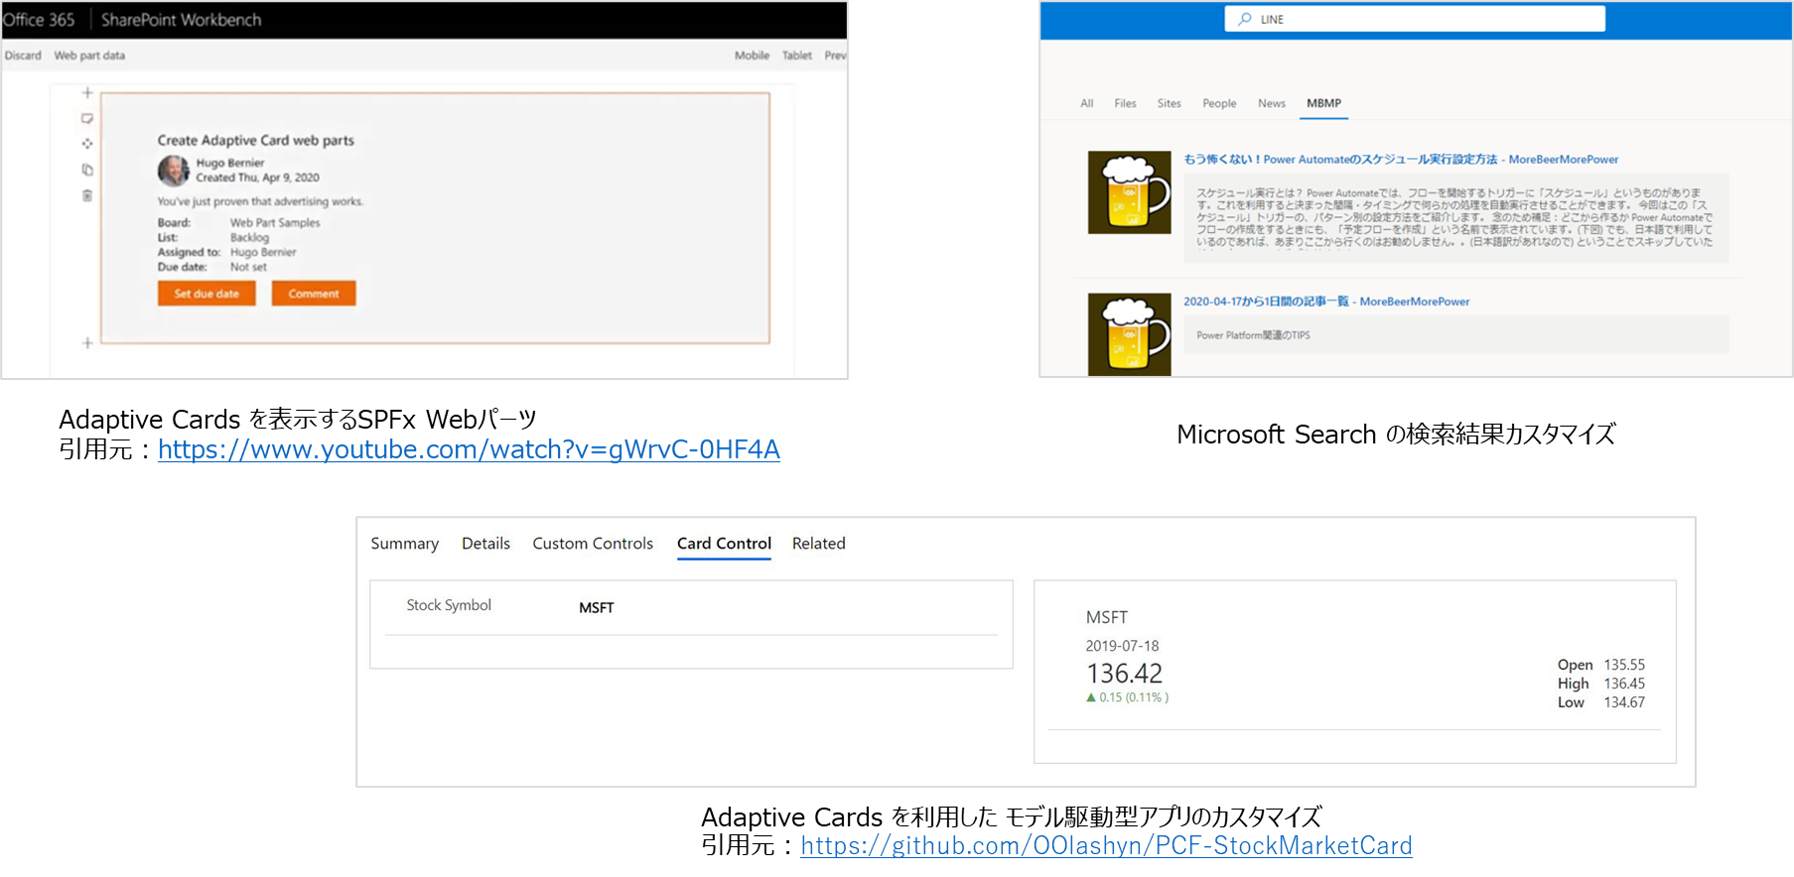 Office 365 SharePoint Workbench
Discard Web part data Mobile Tablet Prev
Create Adaptive Card web parts
Hugo Bernier
Created Thu, Apr 9, 2020
You've just proven that advertising works.
Board: Web Part Samples
List: Backlog
Assigned to: Hugo Bernier
Due date: Not set
Set due date Comment
Adaptive Cards を表示するSPFx Webパーツ
引用元：https://www.youtube.com/watch?v=gWrvC-0HF4A
LINE
All Files Sites People News MBMP
もう怖くない！Power Automateのスケジュール実行設定方法 - MoreBeerMorePower
スケジュール実行とは？ Power Automateでは、フローを開始するトリガーに「スケジュール」というものがありま
す。これを利用すると決まった間隔・タイミングで何らかの処理を自動実行させることができます。 今回はこの「ス
ケジュール」トリガーの、パターン別の設定方法をご紹介します。 念のため補足：どこから作るか Power Automateで
フローの作成をするときにも、「予定フローを作成」という名前で表示されています。(下図) でも、日本語で利用して
いるのであれば、あまりここから行くのはお勧めしません。。(日本語訳があれなので) ということでスキップしていた
2020-04-17から1日間の記事一覧 - MoreBeerMorePower
Power Platform関連のTIPS
Microsoft Search の検索結果カスタマイズ
Summary Details Custom Controls Card Control Related
Stock Symbol MSFT
MSFT
2019-07-18
136.42
▲ 0.15 (0.11% )
Open 135.55
High 136.45
Low 134.67
Adaptive Cards を利用した モデル駆動型アプリのカスタマイズ
引用元：https://github.com/OOlashyn/PCF-StockMarketCard